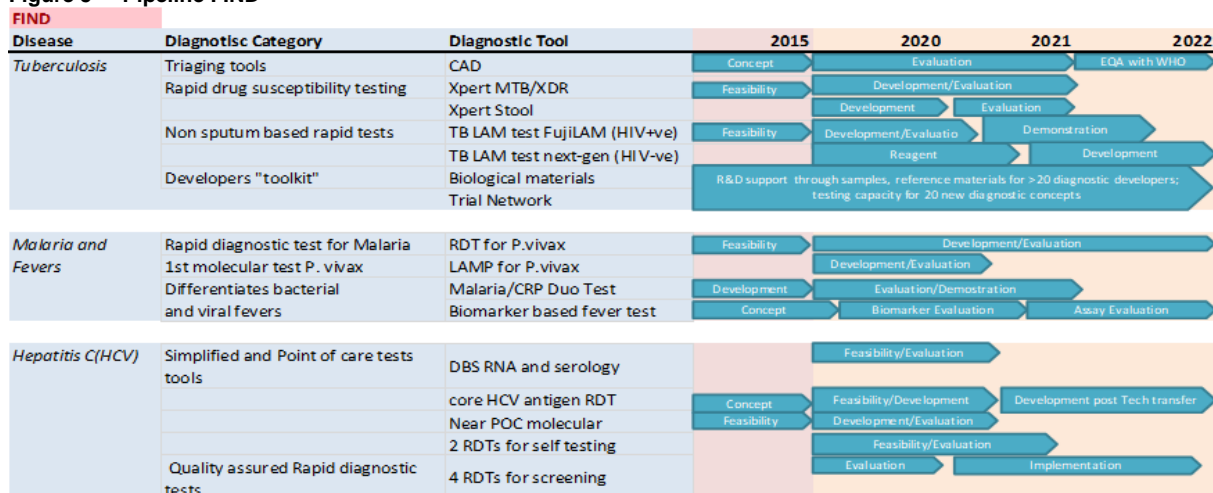 Figure 3 – Pipeline FIND
FIND
Disease Diagnotisc Category Diagnostic Tool 2015 2020 2021 2022
Tuberculosis Triaging tools CAD Concept Evaluation EQA with WHO
Rapid drug susceptibility testing Xpert MTB/XDR Feasibility Development/Evaluation
Xpert Stool Development Evaluation
Non sputum based rapid tests TB LAM test FujiLAM (HIV+ve) Feasibility Development/Evaluatio Demonstration
TB LAM test next-gen (HIV-ve) Reagent Development
Developers "toolkit" Biological materials R&D support through samples, reference materials for >20 diagnostic developers;
Trial Network testing capacity for 20 new diagnostic concepts
Malaria and Rapid diagnostic test for Malaria RDT for P.vivax Feasibility Development/Evaluation
Fevers 1st molecular test P. vivax LAMP for P.vivax Development/Evaluation
Differentiates bacterial Malaria/CRP Duo Test Development Evaluation/Demostration
and viral fevers Biomarker based fever test Concept Biomarker Evaluation Assay Evaluation
Hepatitis C(HCV) Simplified and Point of care tests Feasibility/Evaluation
tools DBS RNA and serology
core HCV antigen RDT Concept Feasibility/Development Development post Tech transfer
Near POC molecular Feasibility Development/Evaluation
2 RDTs for self testing Feasibility/Evaluation
Quality assured Rapid diagnostic Evaluation Implementation
tests 4 RDTs for screening